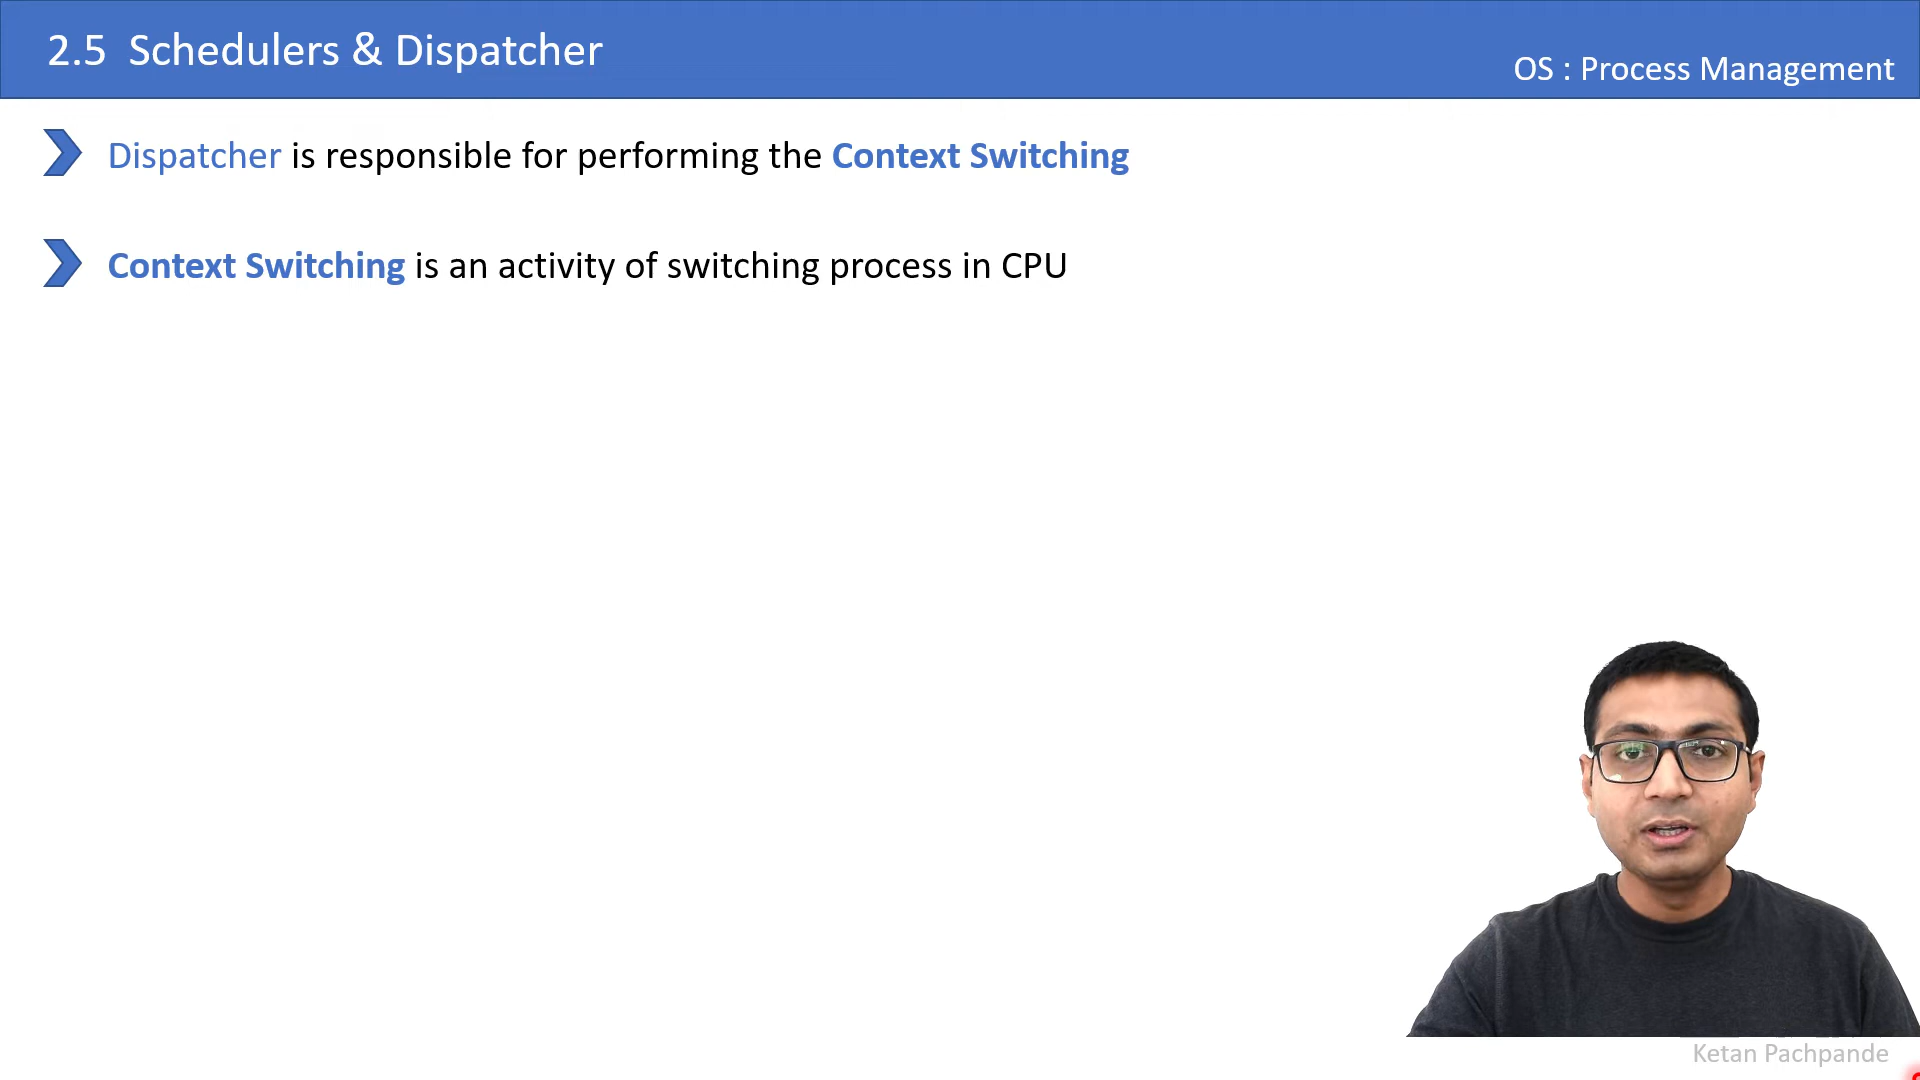 2.5 Schedulers & Dispatcher
OS : Process Management
Dispatcher is responsible for performing the Context Switching
Context Switching is an activity of switching process in CPU
Ketan Pachpande